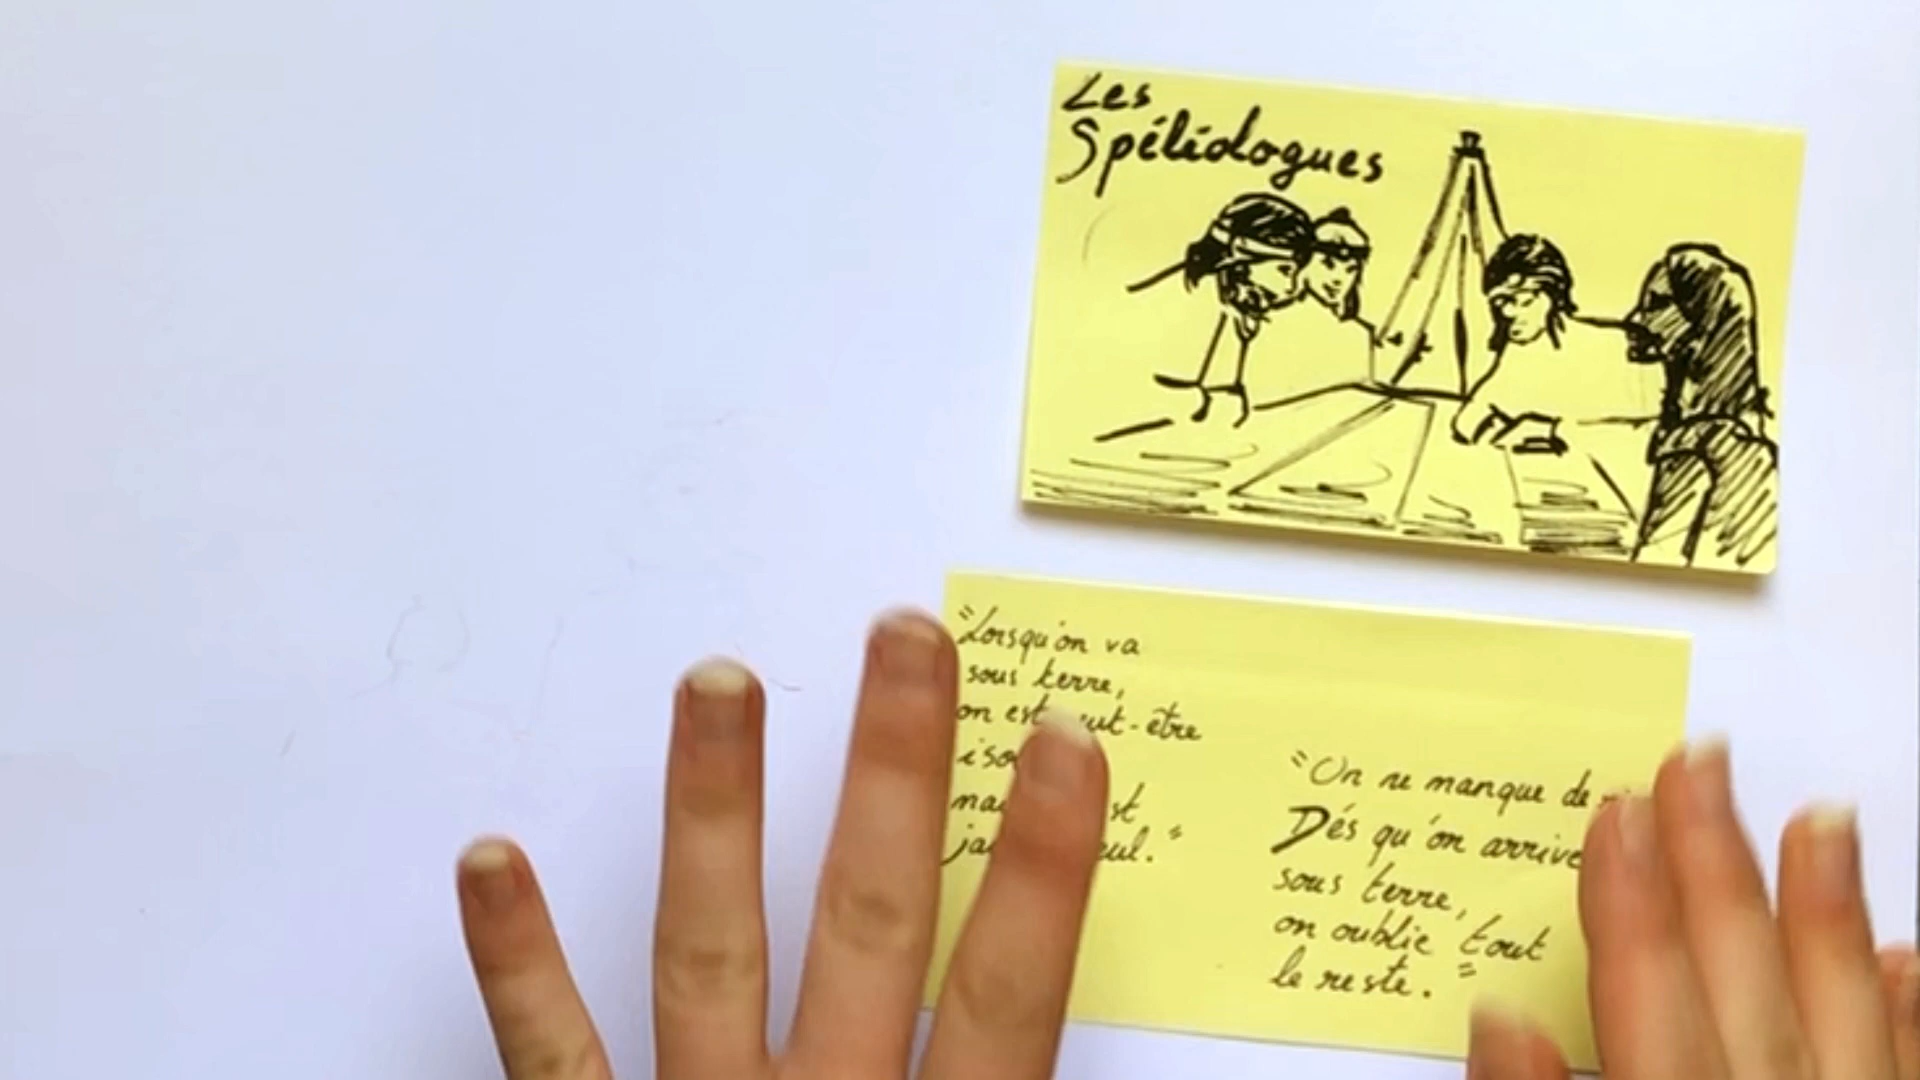 Les
Spéléologues
"Lorsqu'on va
sous terre,
on est
st
"On ne manque de
Dés qu'on arrive
sous terre,
on oublie tout
le reste."